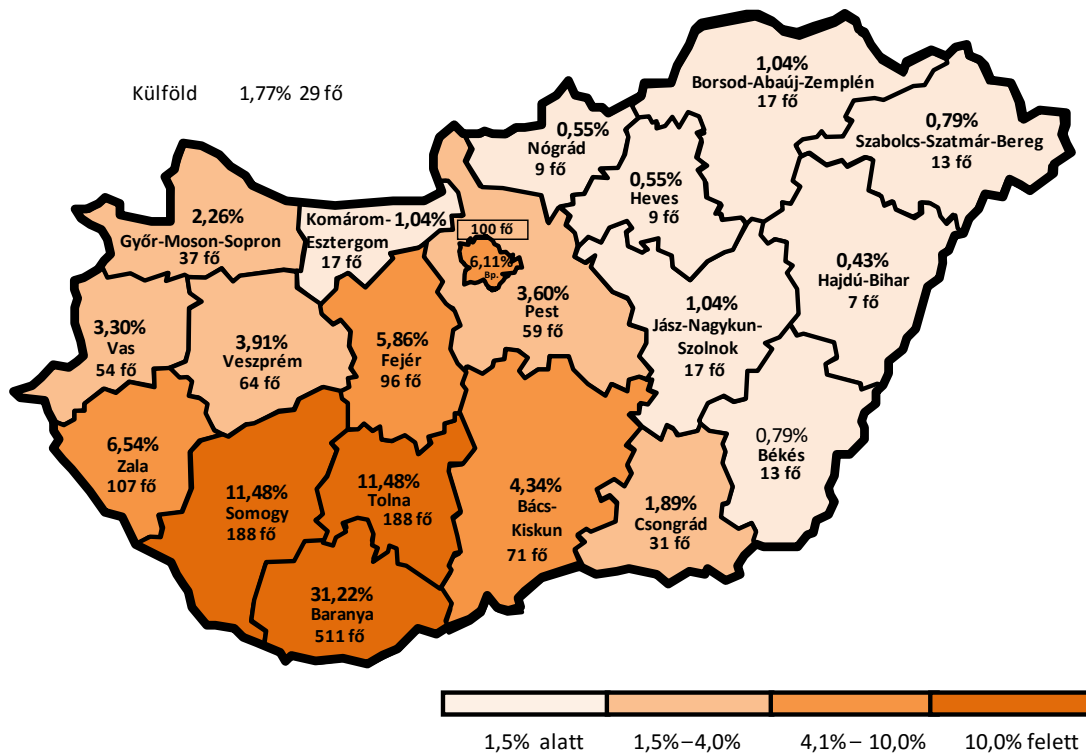 Külföld 1,77% 29 fő
1,04%
Borsod-Abaúj-Zemplén
17 fő
0,79%
Szabolcs-Szatmár-Bereg
13 fő
0,55%
Nógrád
9 fő
0,55%
Heves
9 fő
2,26%
Győr-Moson-Sopron
37 fő
Komárom- 1,04%
Esztergom
17 fő
100 fő
6,11%
Bp.
3,60%
Pest
59 fő
0,43%
Hajdú-Bihar
7 fő
1,04%
Jász-Nagykun-
Szolnok
17 fő
3,30%
Vas
54 fő
3,91%
Veszprém
64 fő
5,86%
Fejér
96 fő
6,54%
Zala
107 fő
11,48%
Somogy
188 fő
11,48%
Tolna
188 fő
4,34%
Bács-
Kiskun
71 fő
1,89%
Csongrád
31 fő
0,79%
Békés
13 fő
31,22%
Baranya
511 fő
1,5% alatt 1,5%–4,0% 4,1% – 10,0% 10,0% felett